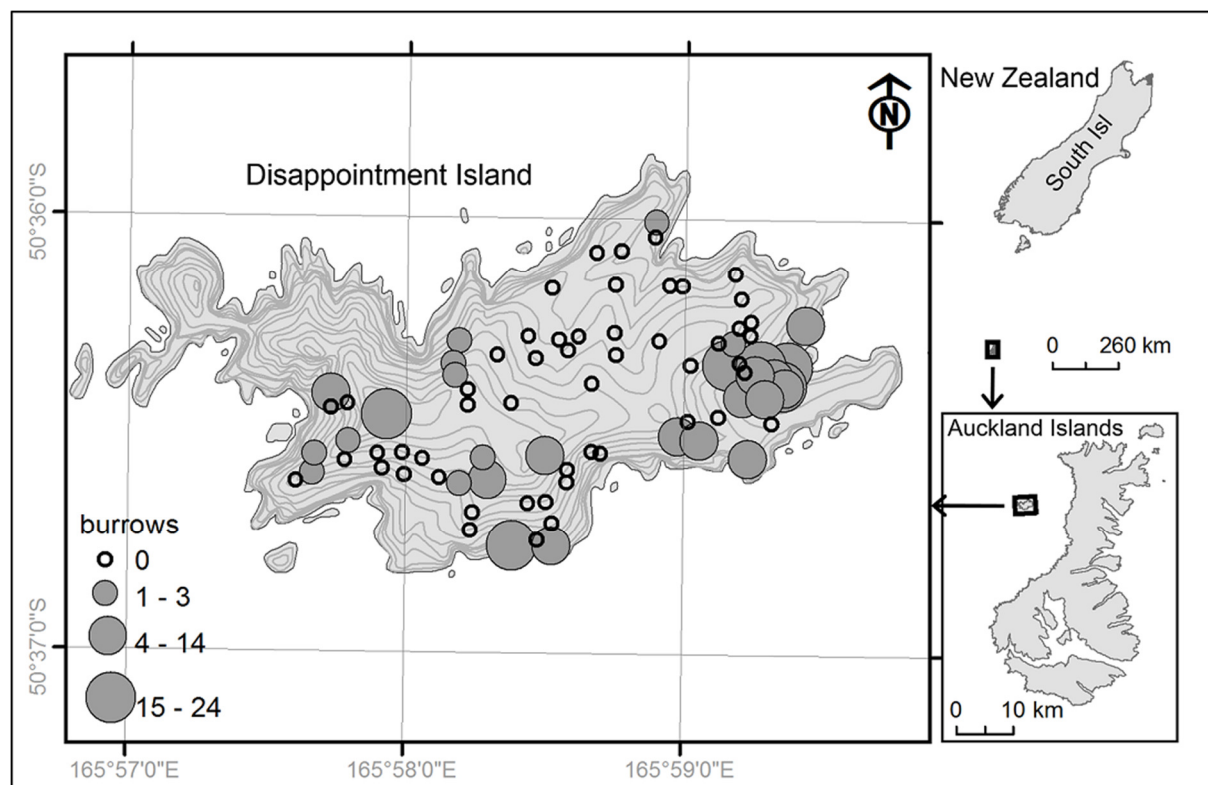 New Zealand
South Isl
N
Disappointment Island
50°36'0"S
0 260 km
Auckland Islands
burrows
0
1 - 3
4 - 14
15 - 24
50°37'0"S
0 10 km
165°57'0"E
165°58'0"E
165°59'0"E